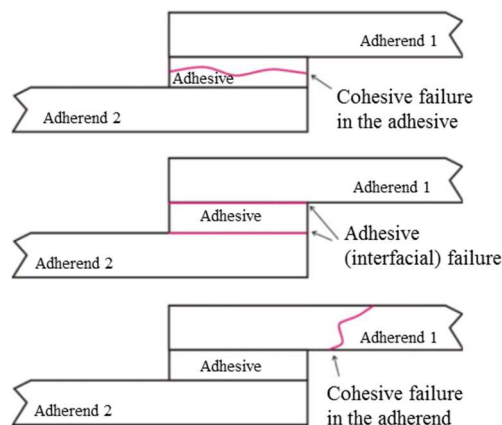 Adherend 1
Adhesive
Adherend 2
Cohesive failure
in the adhesive
Adherend 1
Adhesive
Adherend 2
Adhesive
(interfacial) failure
Adherend 1
Adhesive
Adherend 2
Cohesive failure
in the adherend